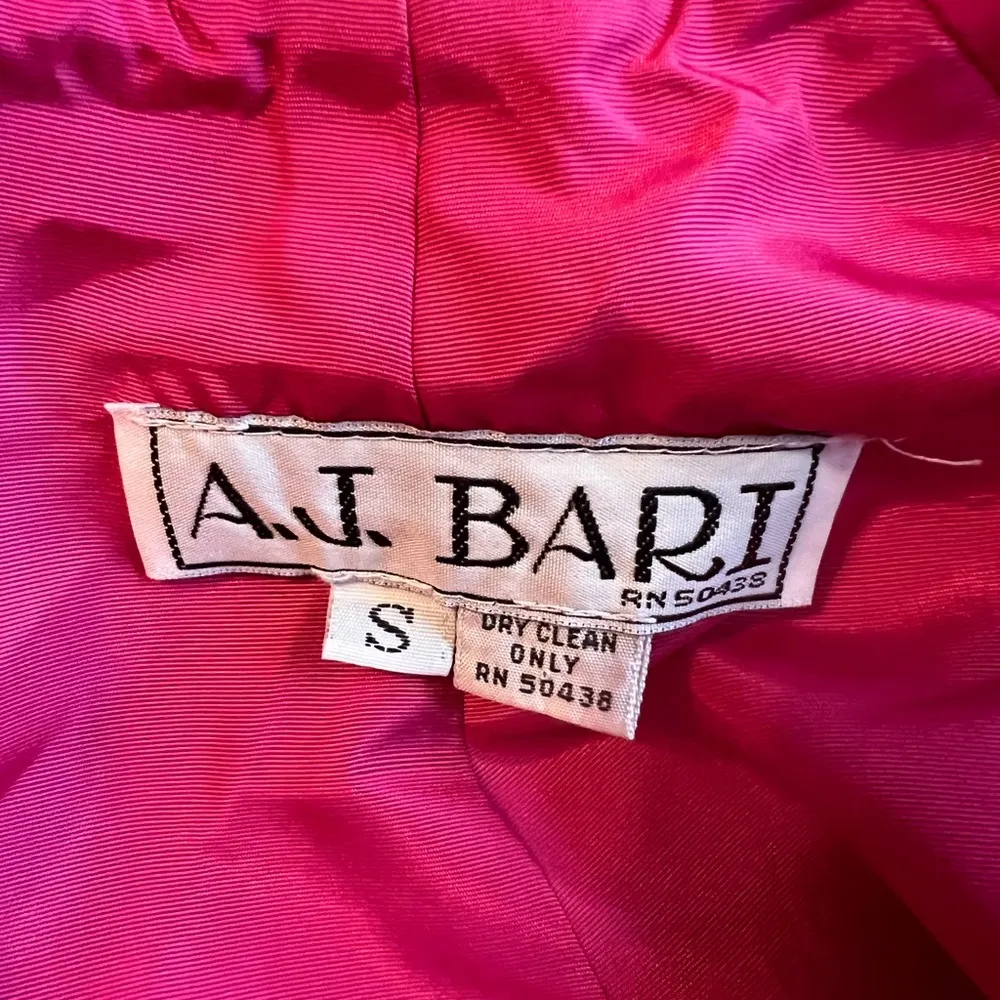 A.J. BARI
RN 50438
S
DRY CLEAN
ONLY
RN 50438